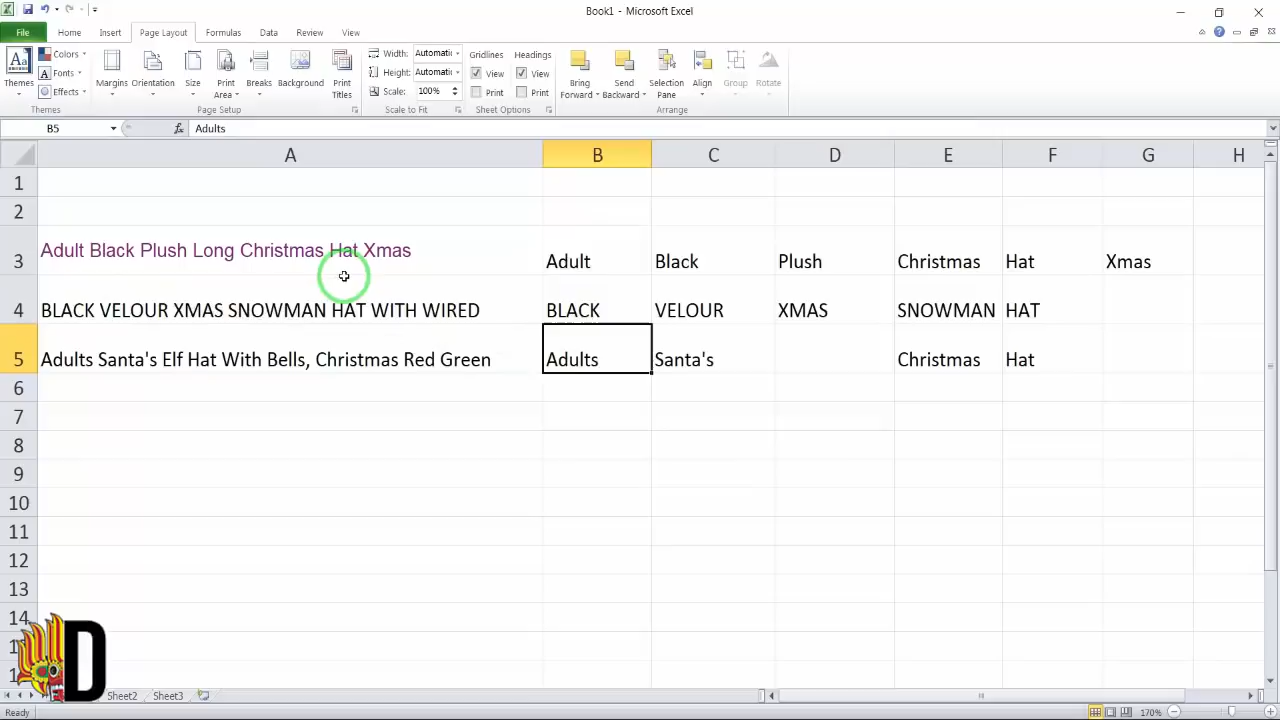 Book1 - Microsoft Excel
File Home Insert Page Layout Formulas Data Review View
Themes Colors Fonts Effects
Margins Orientation Size Print Area Breaks Background Print Titles
Width: Automatic
Height: Automatic
Scale: 100%
Gridlines View Print
Headings View Print
Bring Forward Send Backward Selection Pane Align Group Rotate
Themes Page Setup Scale to Fit Sheet Options Arrange
B5 fx Adults
A B C D E F G H
1
2
3 Adult Black Plush Long Christmas Hat Xmas Adult Black Plush Christmas Hat Xmas
4 BLACK VELOUR XMAS SNOWMAN HAT WITH WIRED BLACK VELOUR XMAS SNOWMAN HAT
5 Adults Santa's Elf Hat With Bells, Christmas Red Green Adults Santa's Christmas Hat
6
7
8
9
10
11
12
13
14
D
Sheet2 Sheet3
Ready 170%